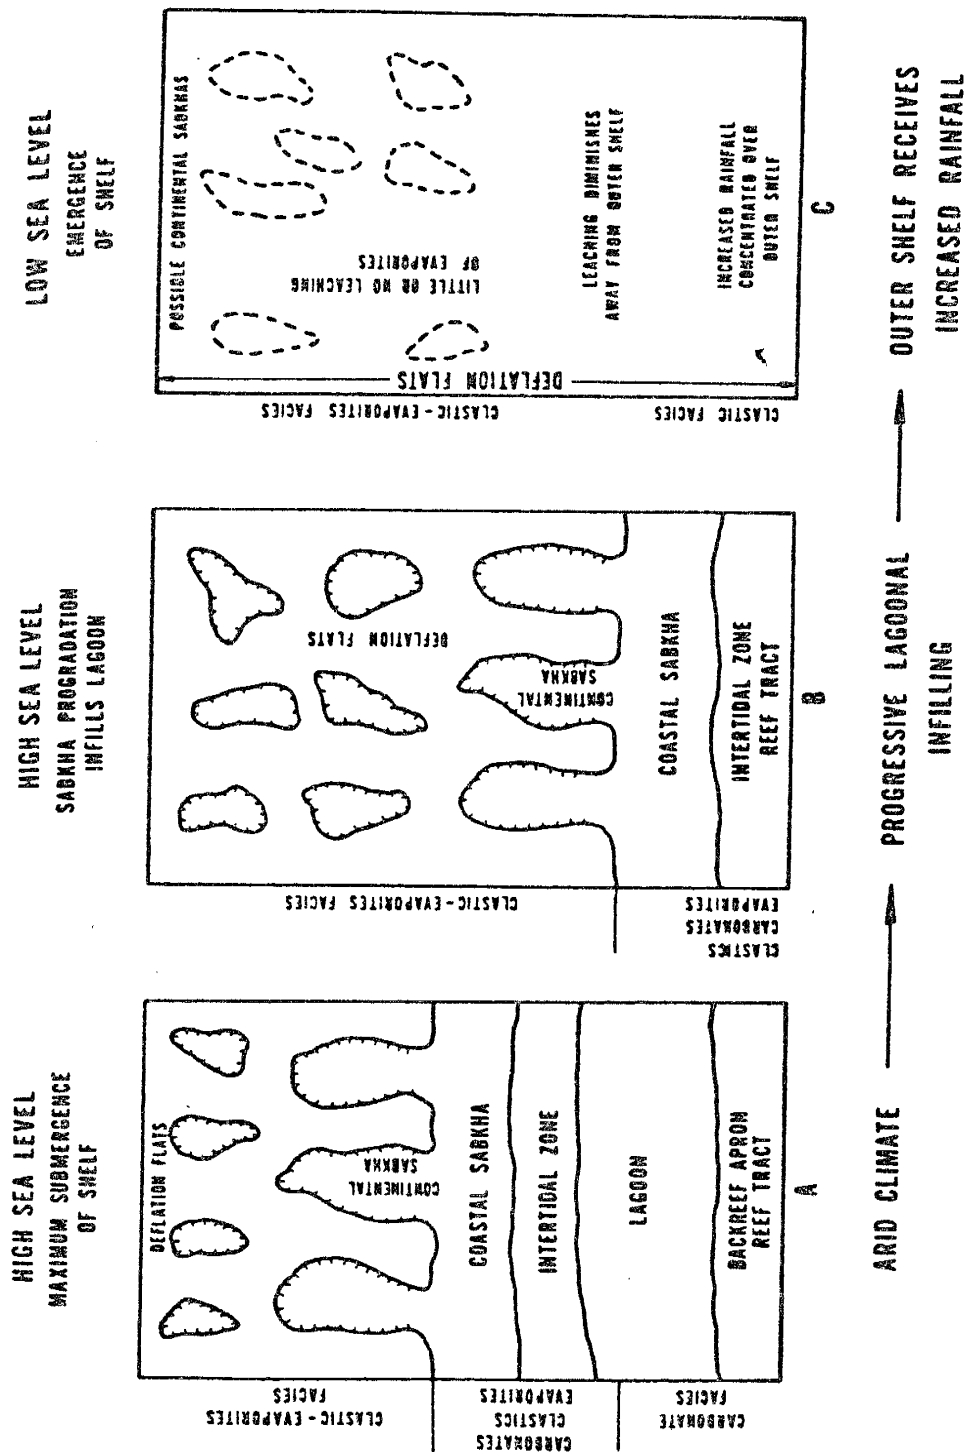 HIGH SEA LEVEL
MAXIMUM SUBMERGENCE
OF SHELF
DEFLATION FLATS
CONTINENTAL
SABKHA
COASTAL SABKHA
INTERTIDAL ZONE
LAGOON
BACKREEF APRON
REEF TRACT
CLASTIC-EVAPORITES
FACIES
CARBONATES
CLASTICS
EVAPORITES
CARBONATE
FACIES
A
HIGH SEA LEVEL
SABKHA PROGRADATION
INFILLS LAGOON
DEFLATION FLATS
CONTINENTAL
SABKHA
COASTAL SABKHA
INTERTIDAL ZONE
REEF TRACT
CLASTIC-EVAPORITES FACIES
CLASTICS
CARBONATES
EVAPORITES
B
LOW SEA LEVEL
EMERGENCE
OF SHELF
POSSIBLE CONTINENTAL SABKHAS
LITTLE OR NO LEACHING
OF EVAPORITES
LEACHING DIMINISHES
AWAY FROM OUTER SHELF
INCREASED RAINFALL
CONCENTRATED OVER
OUTER SHELF
DEFLATION FLATS
CLASTIC-EVAPORITES FACIES
CLASTIC FACIES
C
ARID CLIMATE
PROGRESSIVE LAGOONAL
INFILLING
OUTER SHELF RECEIVES
INCREASED RAINFALL